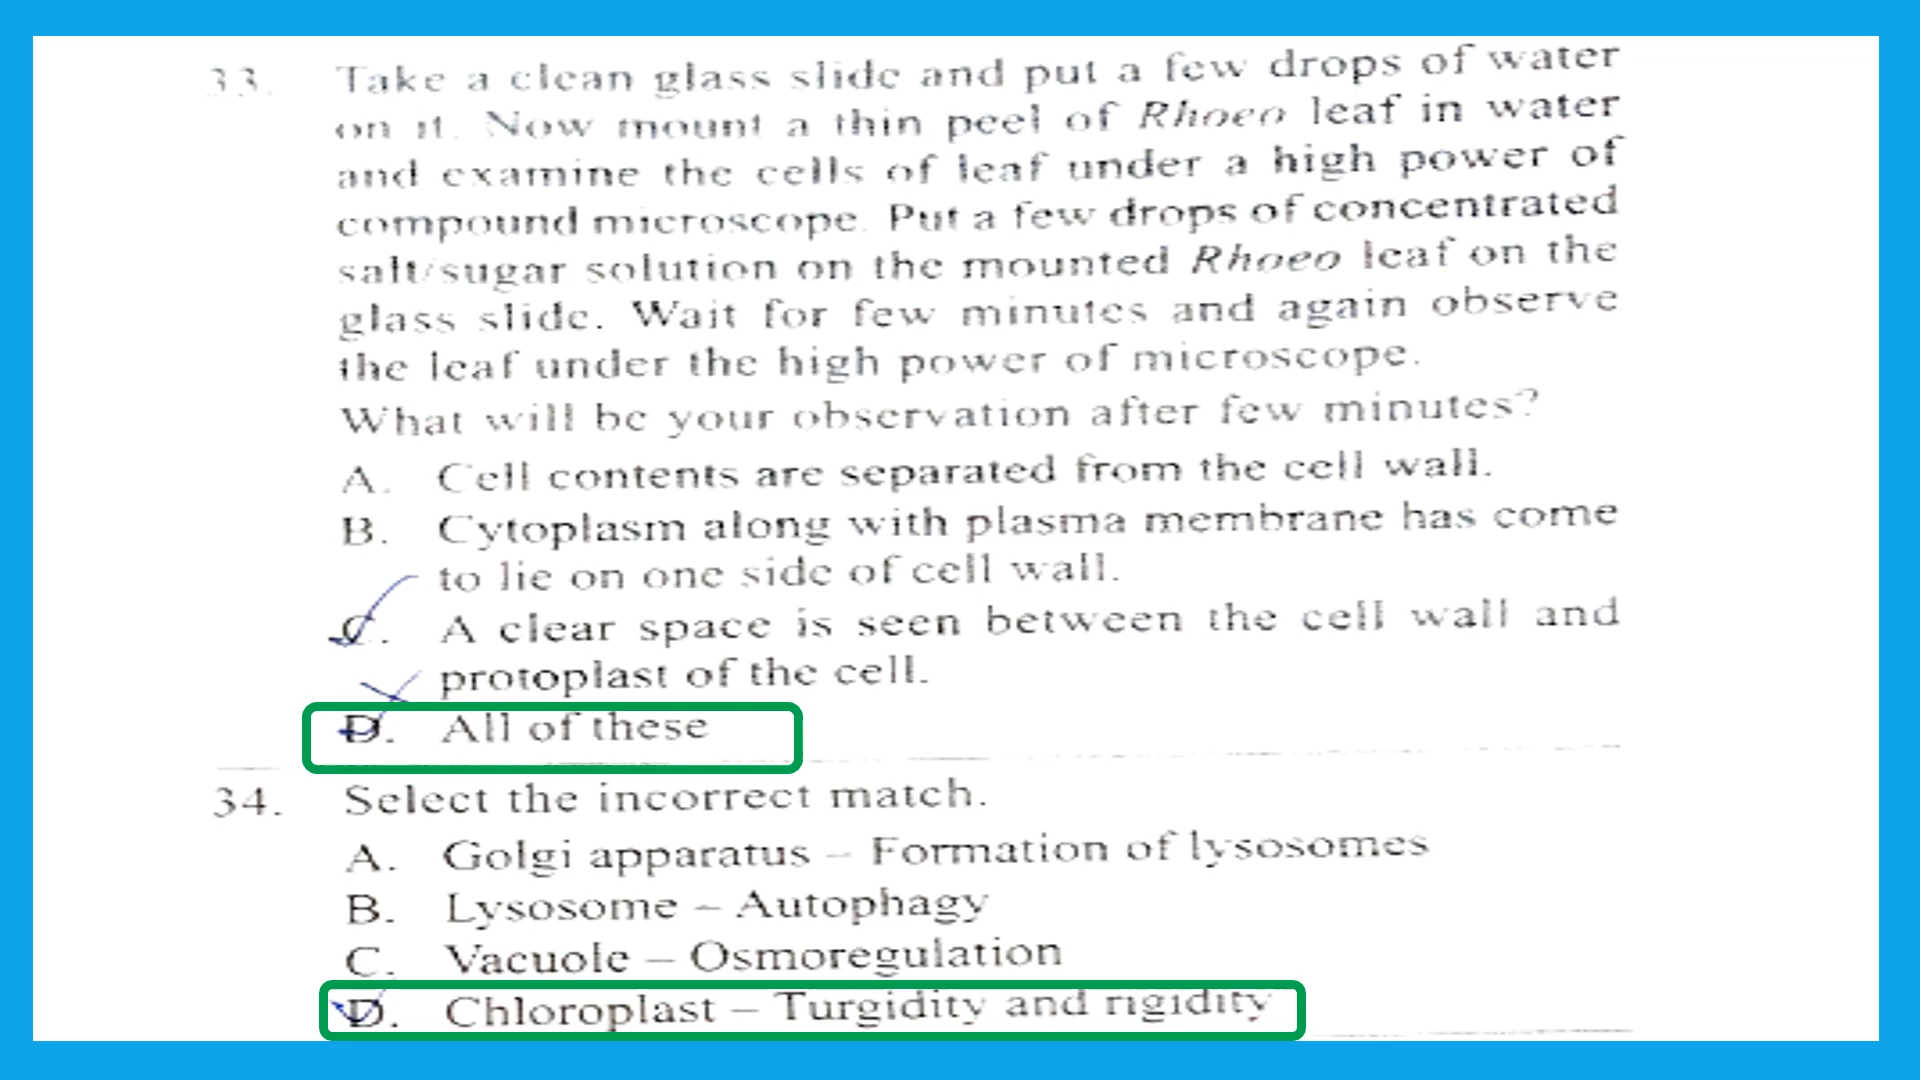 33. Take a clean glass slide and put a few drops of water
on it. Now mount a thin peel of Rhoeo leaf in water
and examine the cells of leaf under a high power of
compound microscope. Put a few drops of concentrated
salt/sugar solution on the mounted Rhoeo leaf on the
glass slide. Wait for few minutes and again observe
the leaf under the high power of microscope.
What will be your observation after few minutes?
A. Cell contents are separated from the cell wall.
B. Cytoplasm along with plasma membrane has come
to lie on one side of cell wall.
C. A clear space is seen between the cell wall and
protoplast of the cell.
D. All of these
34. Select the incorrect match.
A. Golgi apparatus – Formation of lysosomes
B. Lysosome – Autophagy
C. Vacuole – Osmoregulation
D. Chloroplast – Turgidity and rigidity